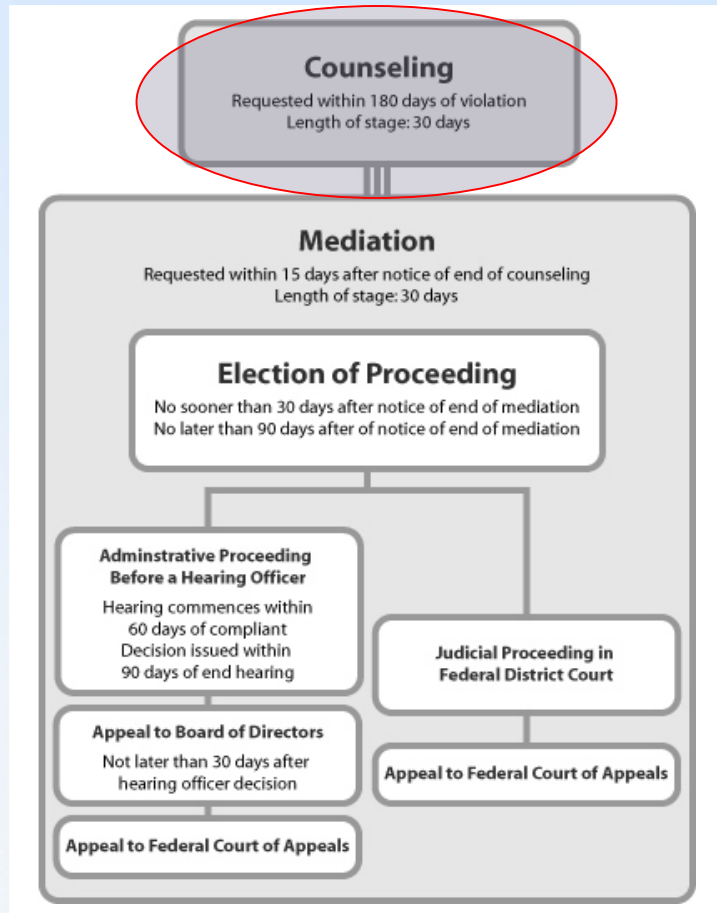 Counseling
Requested within 180 days of violation
Length of stage: 30 days
Mediation
Requested within 15 days after notice of end of counseling
Length of stage: 30 days
Election of Proceeding
No sooner than 30 days after notice of end of mediation
No later than 90 days after of notice of end of mediation
Adminstrative Proceeding
Before a Hearing Officer
Hearing commences within
60 days of compliant
Decision issued within
90 days of end hearing
Appeal to Board of Directors
Not later than 30 days after
hearing officer decision
Appeal to Federal Court of Appeals
Judicial Proceeding in
Federal District Court
Appeal to Federal Court of Appeals